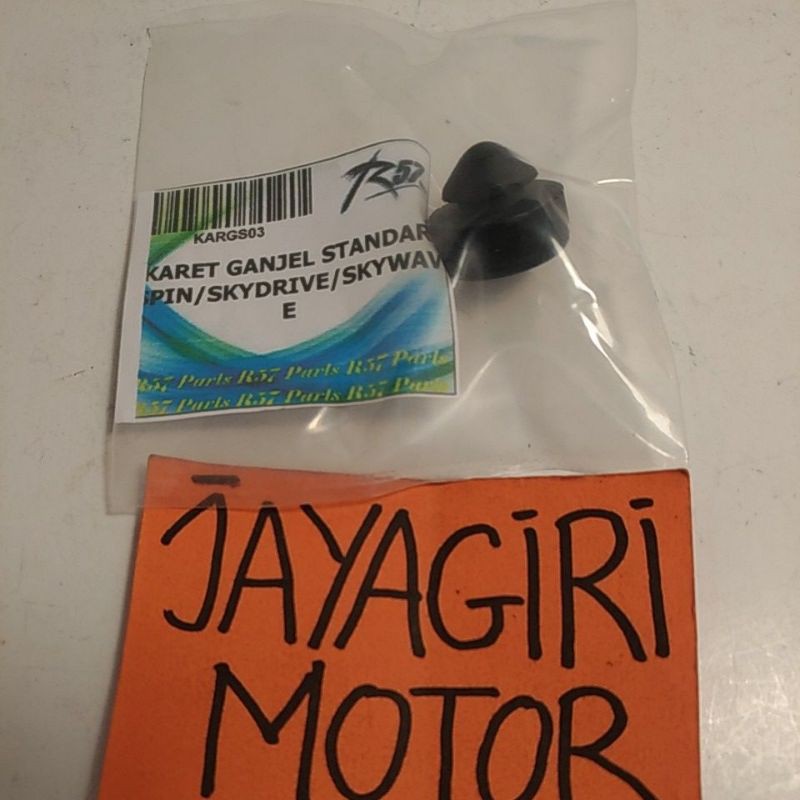 R57
KARGS03
KARET GANJEL STANDAR
SPIN/SKYDRIVE/SKYWAV
E
R57 Parts R57 Parts R57 Parts
R57 Parts R57 Parts R57 Parts
JAYAGIRI
MOTOR